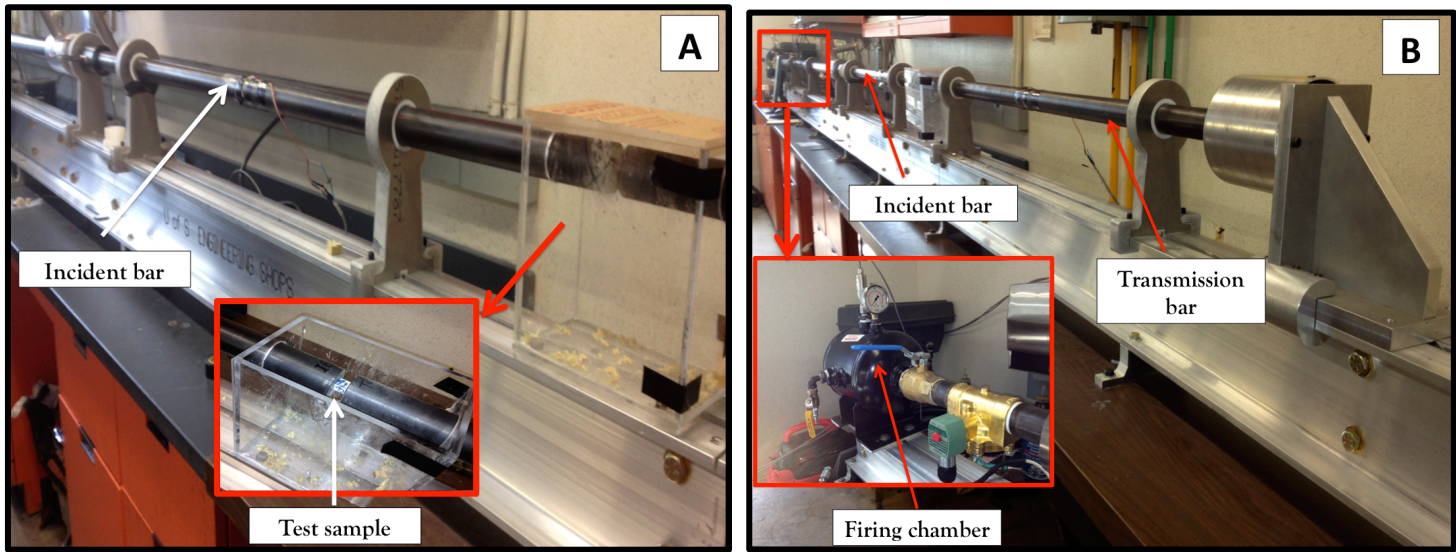 A
Incident bar
U of S ENGINEERING SHOPS
Test sample
B
Incident bar
Transmission
bar
Firing chamber